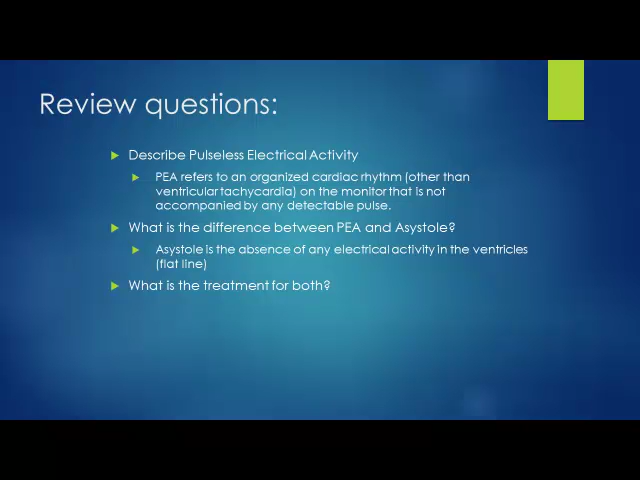 Review questions:
Describe Pulseless Electrical Activity
PEA refers to an organized cardiac rhythm (other than
ventricular tachycardia) on the monitor that is not
accompanied by any detectable pulse.
What is the difference between PEA and Asystole?
Asystole is the absence of any electrical activity in the ventricles
(flat line)
What is the treatment for both?